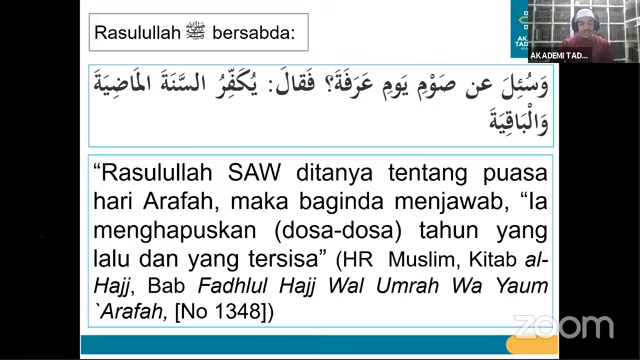 Rasulullah ﷺ bersabda:
وَسُئِلَ عن صَوْمِ يَومِ عَرَفَةَ؟ فَقالَ: يُكَفِّرُ السَّنَةَ المَاضِيَةَ
وَالْبَاقِيَةَ
“Rasulullah SAW ditanya tentang puasa
hari Arafah, maka baginda menjawab, “Ia
menghapuskan (dosa-dosa) tahun yang
lalu dan yang tersisa” (HR Muslim, Kitab al-
Hajj, Bab Fadhlul Hajj Wal Umrah Wa Yaum
`Arafah, [No 1348])
AKADEMI TAD...
zoom